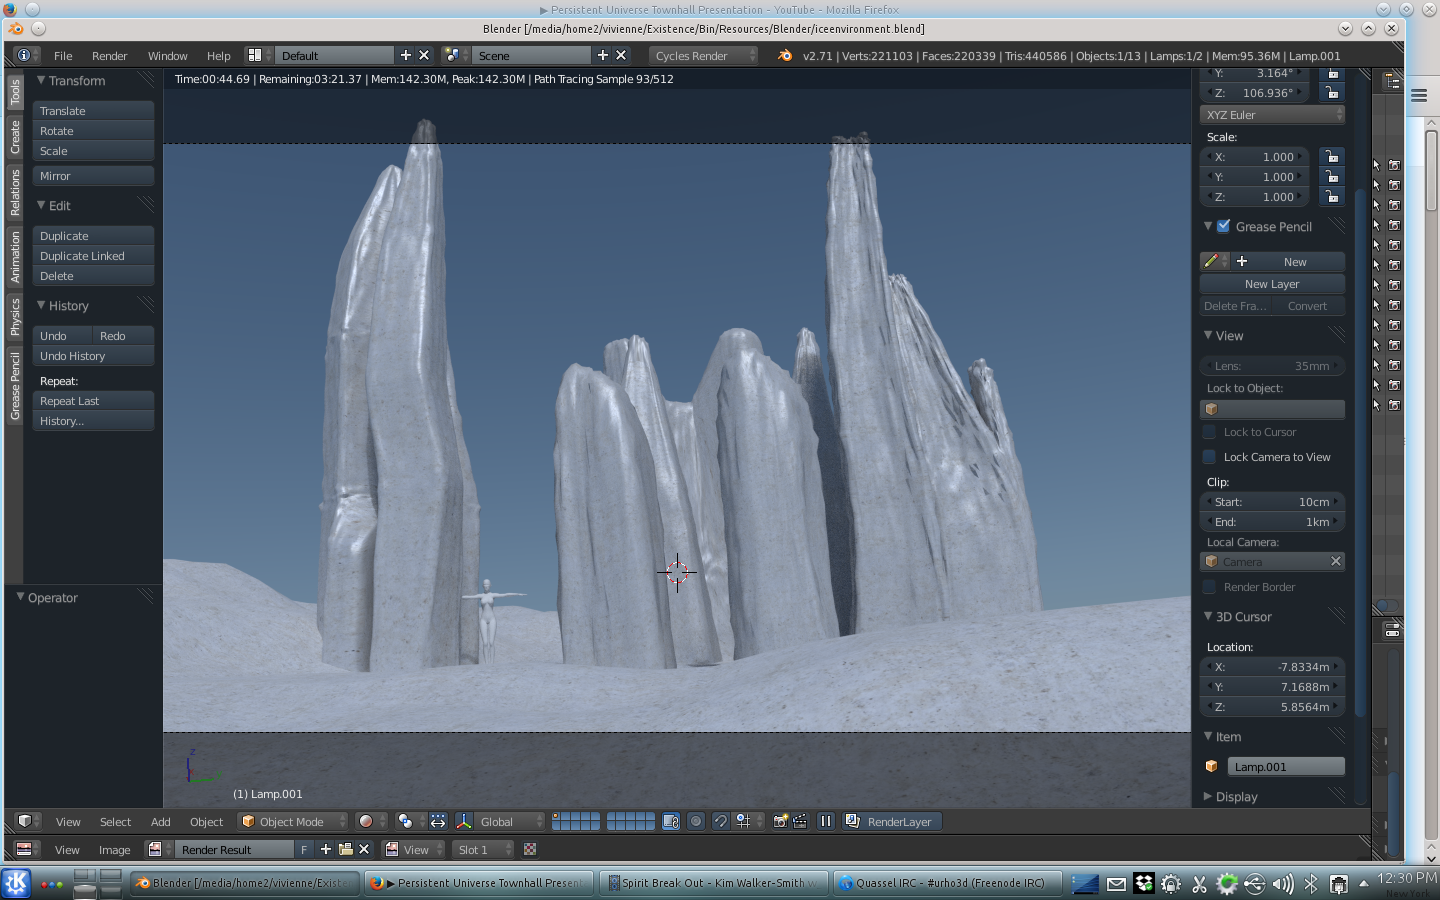 ▶ Persistent Universe Townhall Presentation - YouTube - Mozilla Firefox
Blender [/media/home2/vivienne/Existence/Bin/Resources/Blender/iceenvironment.blend]
File Render Window Help Default Scene Cycles Render v2.71 | Verts:221103 | Faces:220339 | Tris:440586 | Objects:1/13 | Lamps:1/2 | Mem:95.36M | Lamp.001
Time:00:44.69 | Remaining:03:21.37 | Mem:142.30M, Peak:142.30M | Path Tracing Sample 93/512
Tools
Create
Relations
Animation
Physics
Grease Pencil
Transform
Translate
Rotate
Scale
Mirror
Edit
Duplicate
Duplicate Linked
Delete
History
Undo Redo
Undo History
Repeat:
Repeat Last
History...
Operator
Z
(1) Lamp.001
Y: 3.164°
Z: 106.936°
XYZ Euler
Scale:
X: 1.000
Y: 1.000
Z: 1.000
Grease Pencil
New
New Layer
Delete Fra... Convert
View
Lens: 35mm
Lock to Object:
Lock to Cursor
Lock Camera to View
Clip:
Start: 10cm
End: 1km
Local Camera:
Camera
Render Border
3D Cursor
Location:
X: -7.8334m
Y: 7.1688m
Z: 5.8564m
Item
Lamp.001
Display
View Select Add Object Object Mode Global RenderLayer
View Image Render Result F View Slot 1
Blender [/media/home2/vivienne/Exister
▶ Persistent Universe Townhall Present
Spirit Break Out - Kim Walker-Smith w
Quassel IRC - #urho3d (Freenode IRC)
12:30 PM
New York